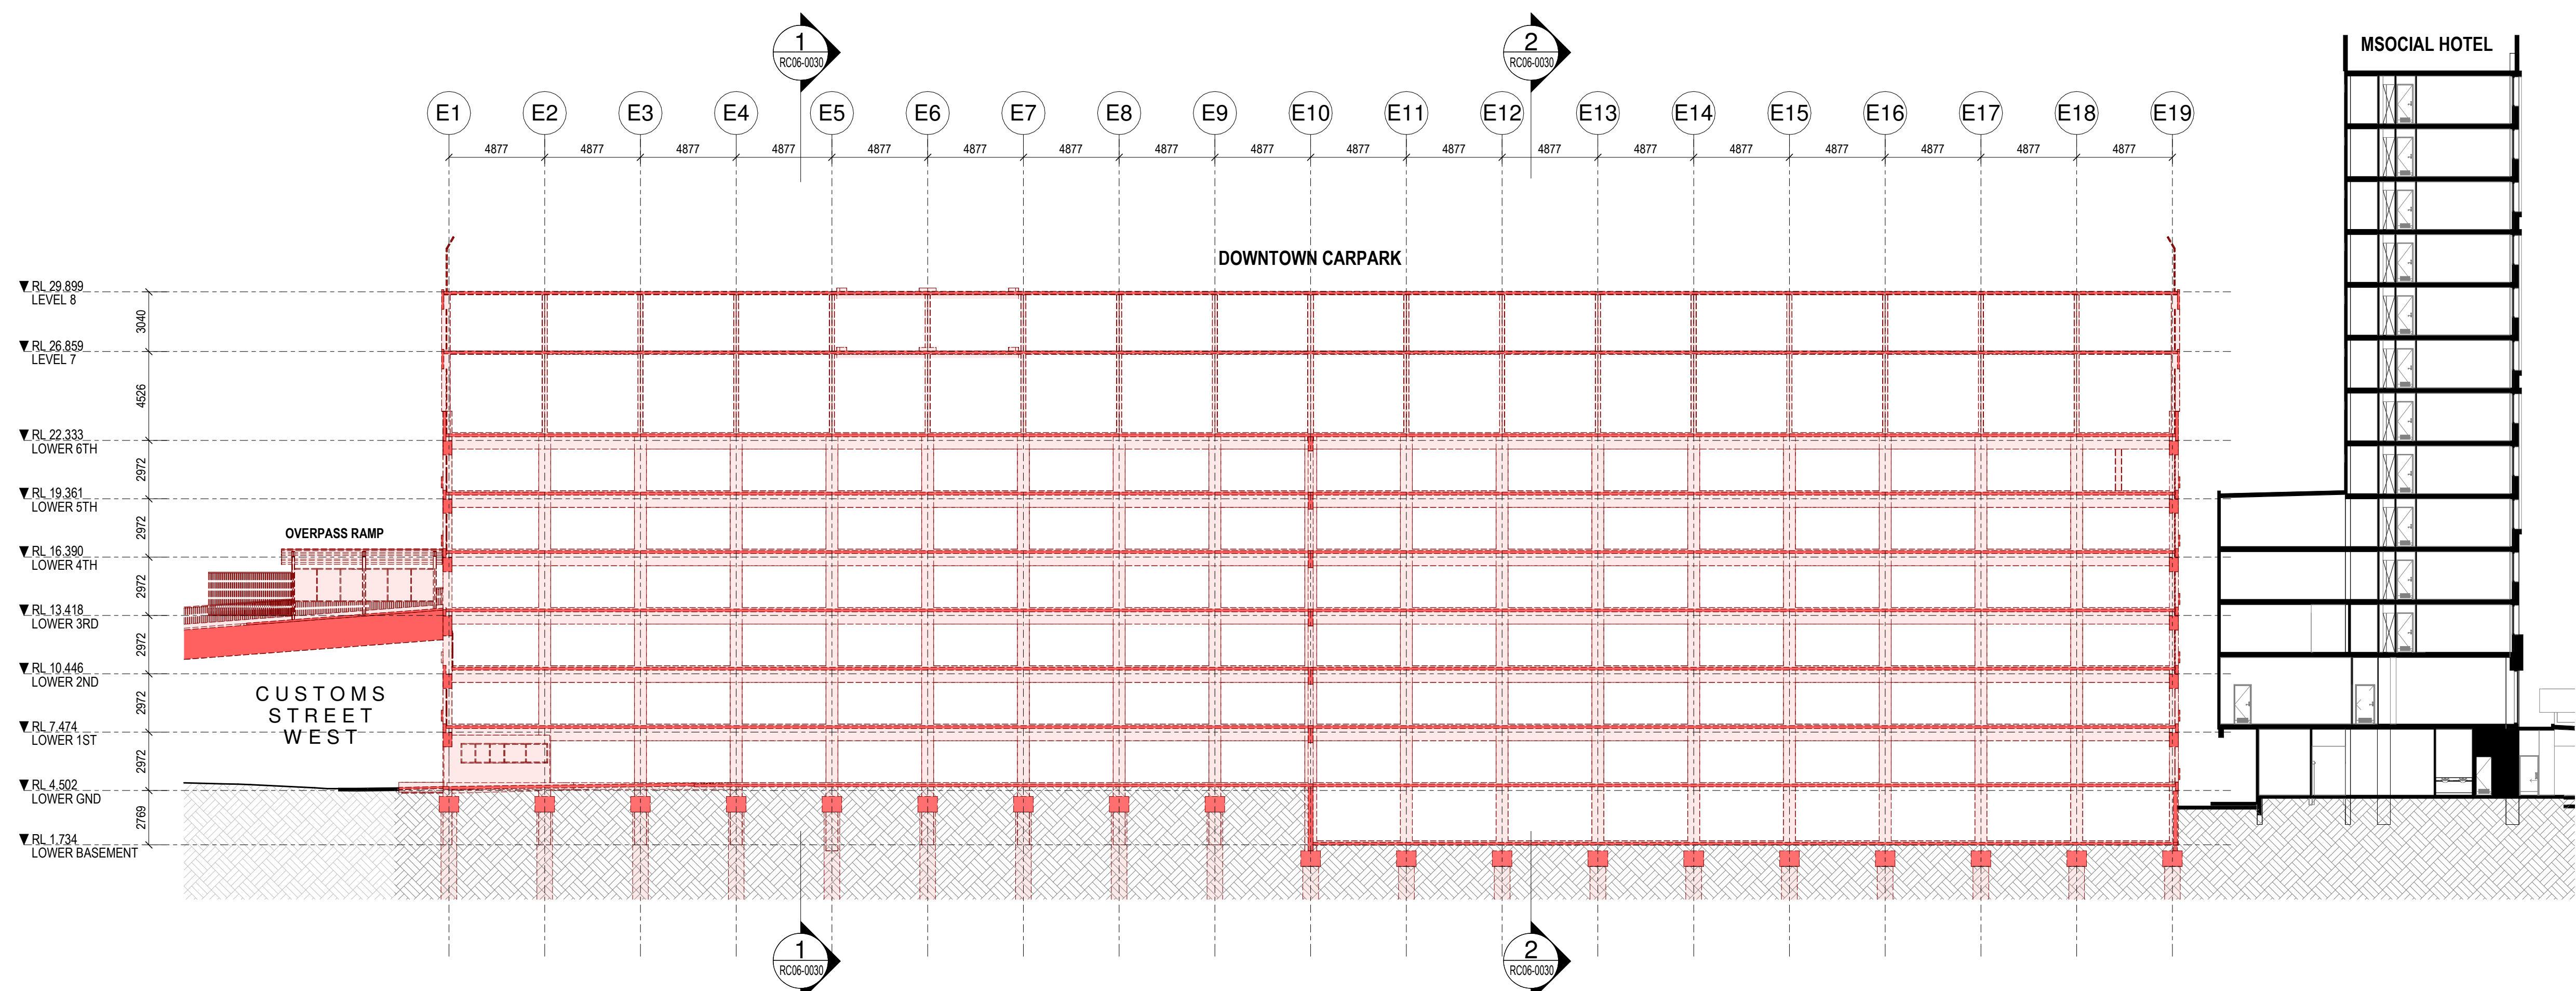 1
RC06-0030
2
RC06-0030
MSOCIAL HOTEL
E1 E2 E3 E4 E5 E6 E7 E8 E9 E10 E11 E12 E13 E14 E15 E16 E17 E18 E19
4877 4877 4877 4877 4877 4877 4877 4877 4877 4877 4877 4877 4877 4877 4877 4877 4877 4877
DOWNTOWN CARPARK
RL 29.899
LEVEL 8
3040
RL 26.859
LEVEL 7
4526
RL 22.333
LOWER 6TH
2972
RL 19.361
LOWER 5TH
2972
OVERPASS RAMP
RL 16.390
LOWER 4TH
2972
RL 13.418
LOWER 3RD
2972
RL 10.446
LOWER 2ND
2972
CUSTOMS
STREET
WEST
RL 7.474
LOWER 1ST
2972
RL 4.502
LOWER GND
2769
RL 1.734
LOWER BASEMENT
1
RC06-0030
2
RC06-0030